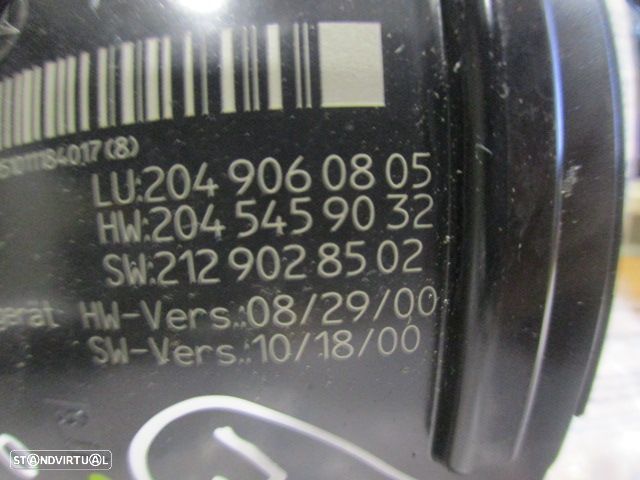 LU:204 906 08 05
HW:204 545 90 32
SW:212 902 85 02
HW-Vers.:08/29/00
SW-Vers.:10/18/00
STANDVIRTUAL